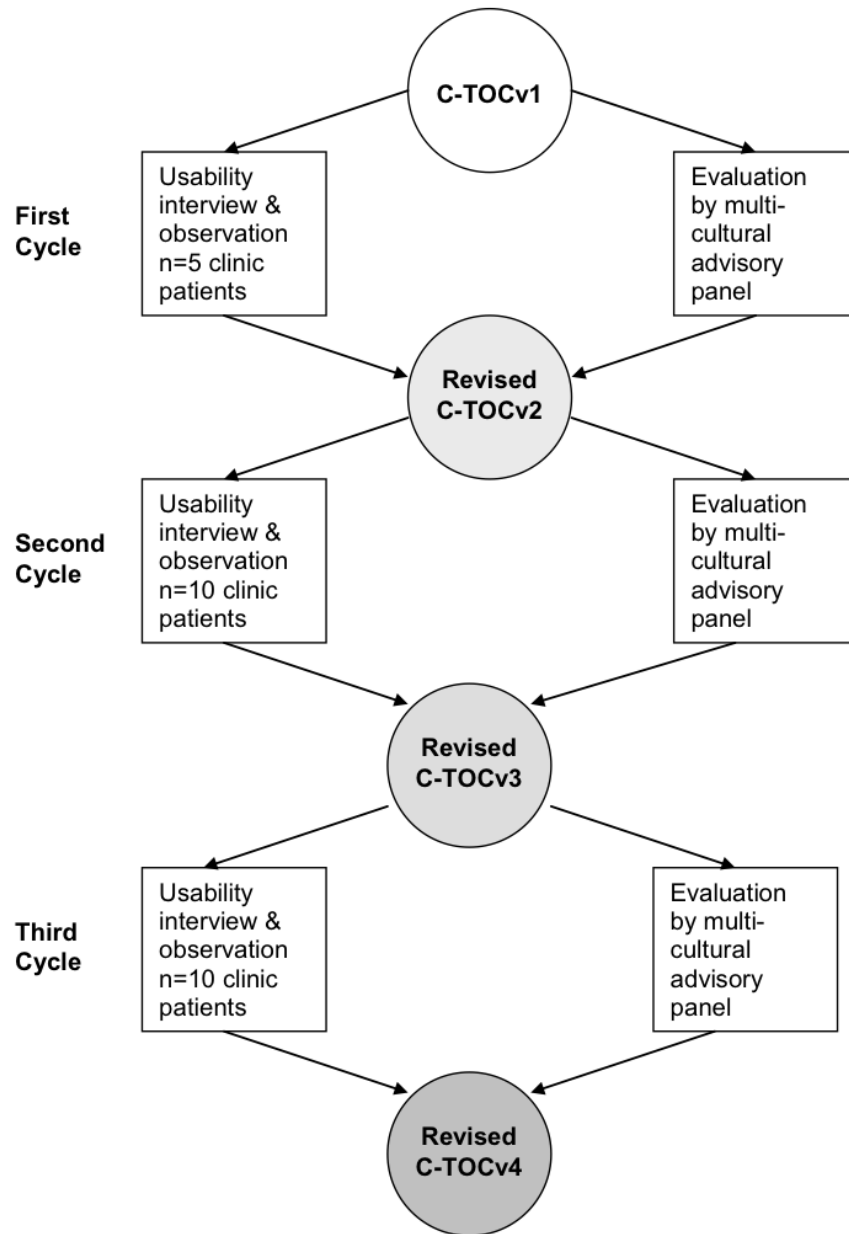 C-TOCv1
First
Cycle
Usability
interview &
observation
n=5 clinic
patients
Evaluation
by multi-
cultural
advisory
panel
Revised
C-TOCv2
Second
Cycle
Usability
interview &
observation
n=10 clinic
patients
Evaluation
by multi-
cultural
advisory
panel
Revised
C-TOCv3
Third
Cycle
Usability
interview &
observation
n=10 clinic
patients
Evaluation
by multi-
cultural
advisory
panel
Revised
C-TOCv4